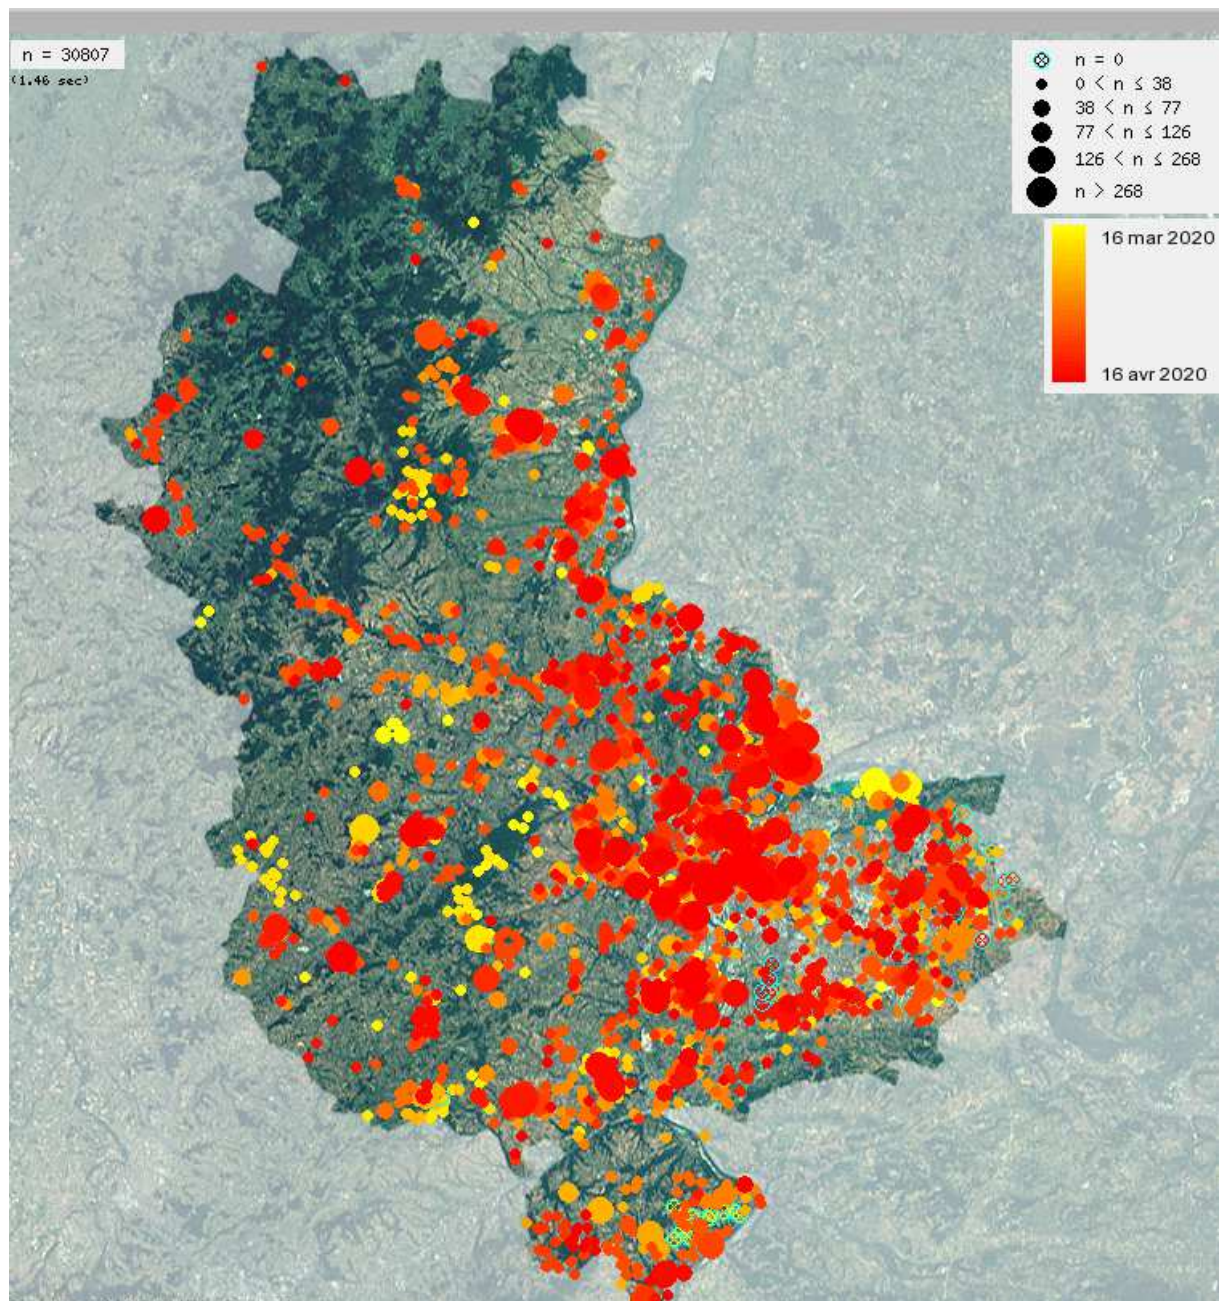 n = 30807
(1.46 sec)
n = 0
0 < n ≤ 38
38 < n ≤ 77
77 < n ≤ 126
126 < n ≤ 268
n > 268
16 mar 2020
16 avr 2020